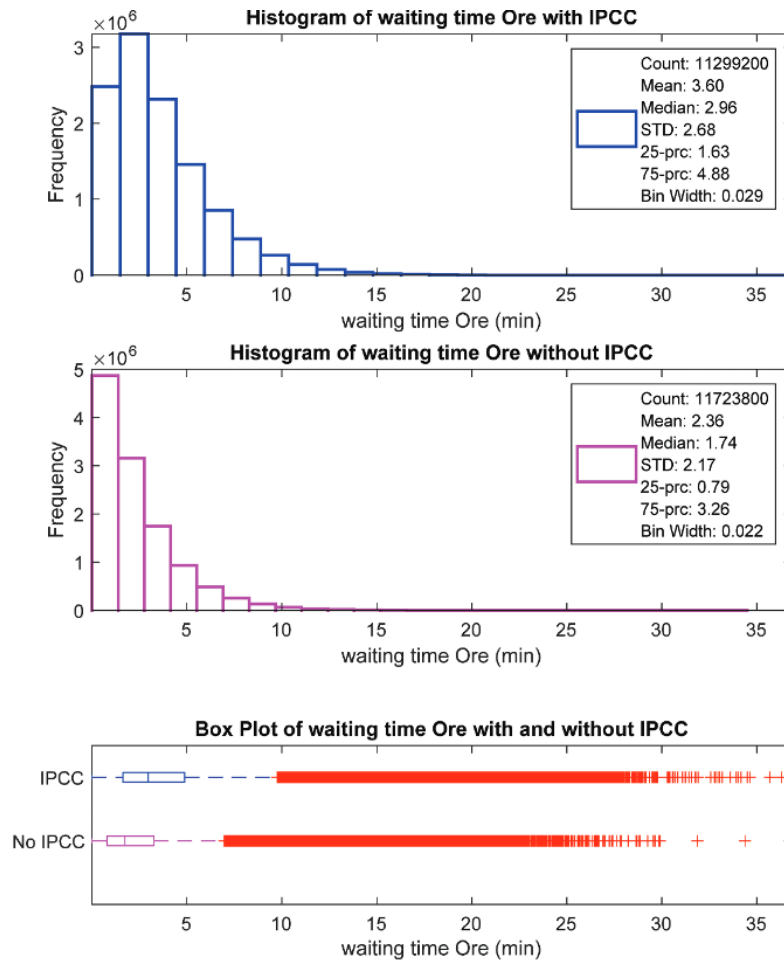 Histogram of waiting time Ore with IPCC
×10⁶
3
2
1
0
Frequency
Count: 11299200
Mean: 3.60
Median: 2.96
STD: 2.68
25-prc: 1.63
75-prc: 4.88
Bin Width: 0.029
5 10 15 20 25 30 35
waiting time Ore (min)
Histogram of waiting time Ore without IPCC
×10⁶
5
4
3
2
1
0
Frequency
Count: 11723800
Mean: 2.36
Median: 1.74
STD: 2.17
25-prc: 0.79
75-prc: 3.26
Bin Width: 0.022
5 10 15 20 25 30 35
waiting time Ore (min)
Box Plot of waiting time Ore with and without IPCC
IPCC
No IPCC
5 10 15 20 25 30 35
waiting time Ore (min)